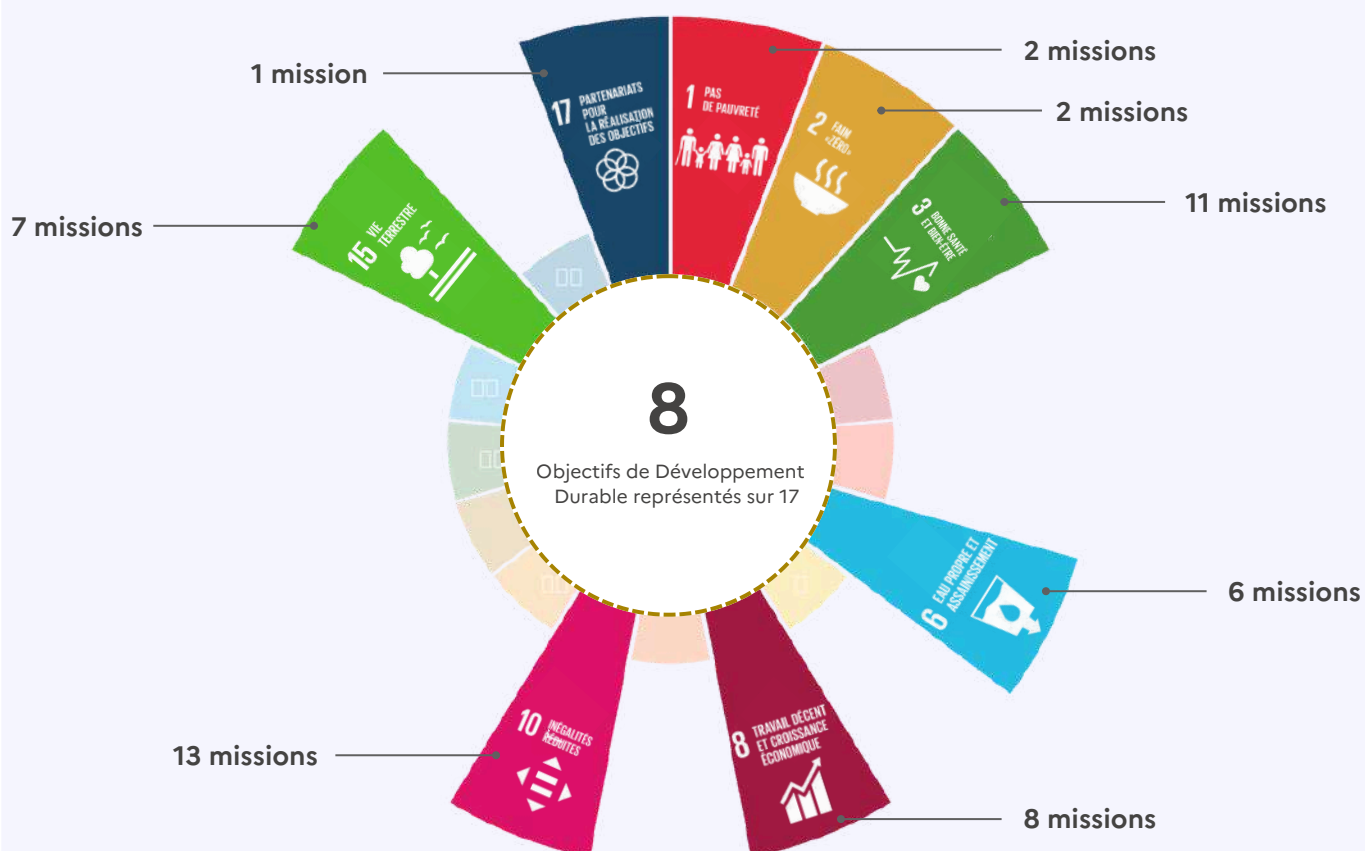 1 mission
2 missions
2 missions
11 missions
7 missions
6 missions
13 missions
8 missions
17 PARTENARIATS
POUR
LA RÉALISATION
DES OBJECTIFS
1 PAS
DE PAUVRETÉ
2 FAIM
«ZÉRO»
3 BONNE SANTÉ
ET BIEN-ÊTRE
15 VIE
TERRESTRE
8
Objectifs de Développement
Durable représentés sur 17
6 EAU PROPRE ET
ASSAINISSEMENT
10 INÉGALITÉS
RÉDUITES
8 TRAVAIL DÉCENT
ET CROISSANCE
ÉCONOMIQUE